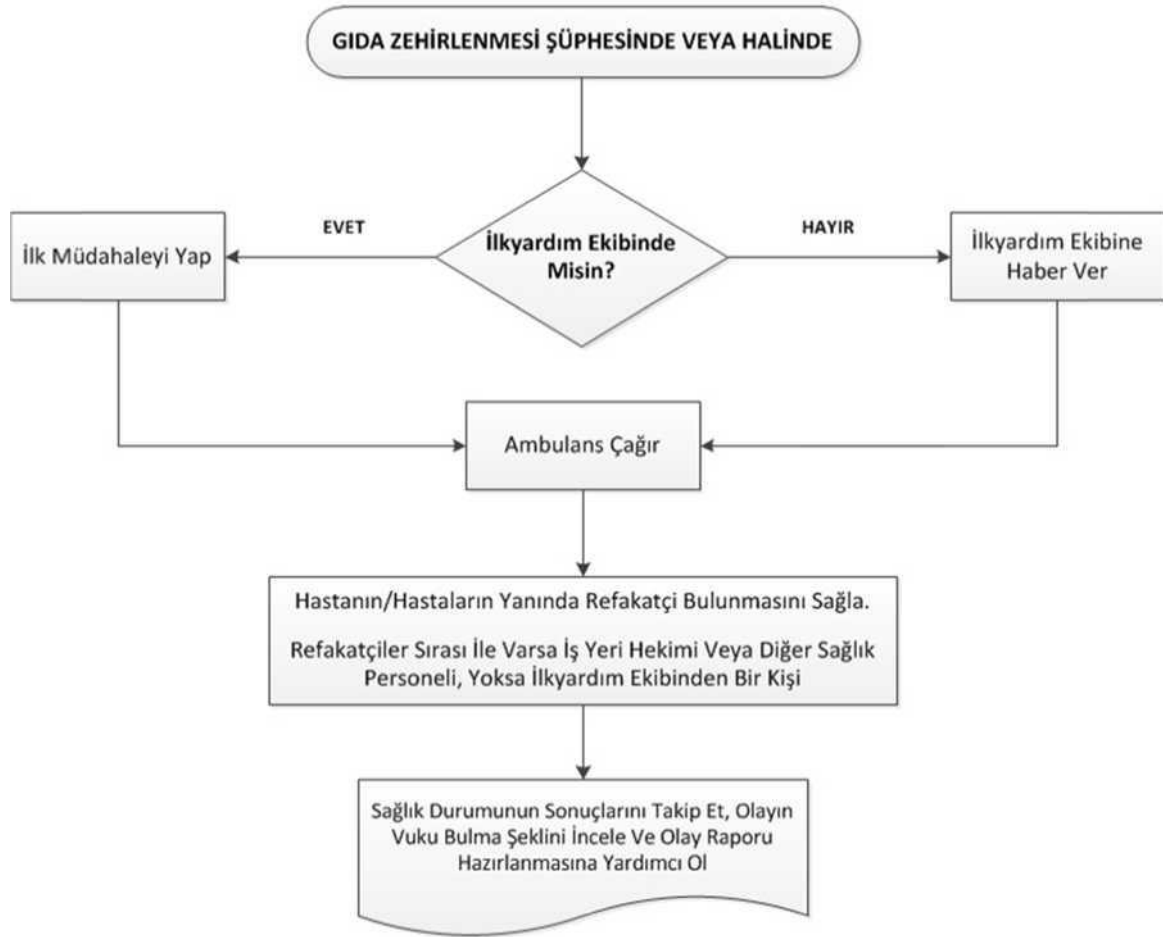 GIDA ZEHİRLENMESİ ŞÜPHESİNDE VEYA HALİNDE
EVET
HAYIR
İlk Müdahaleyi Yap
İlkyardım Ekibinde
Misin?
İlkyardım Ekibine
Haber Ver
Ambulans Çağır
Hastanın/Hastaların Yanında Refakatçi Bulunmasını Sağla.
Refakatçiler Sırası İle Varsa İş Yeri Hekimi Veya Diğer Sağlık
Personeli, Yoksa İlkyardım Ekibinden Bir Kişi
Sağlık Durumunun Sonuçlarını Takip Et, Olayın
Vuku Bulma Şeklini İncele Ve Olay Raporu
Hazırlanmasına Yardımcı Ol